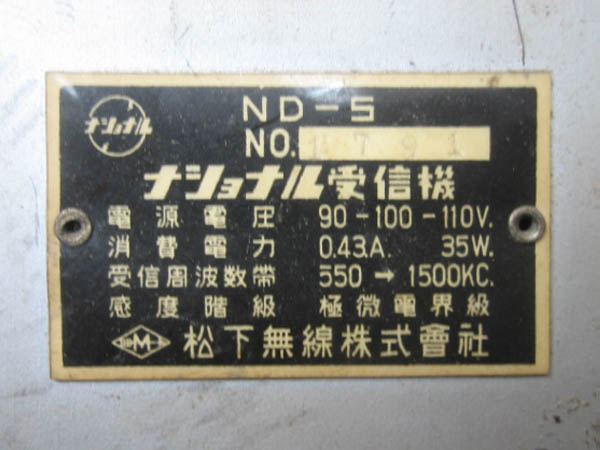 ナショナル
ND-S
NO. 11791
ナショナル受信機
電源電圧 90-100-110V.
消費電力 0.43A. 35W.
受信周波数帯 550→1500KC.
感度階級 極微電界級
M 松下無線株式會社